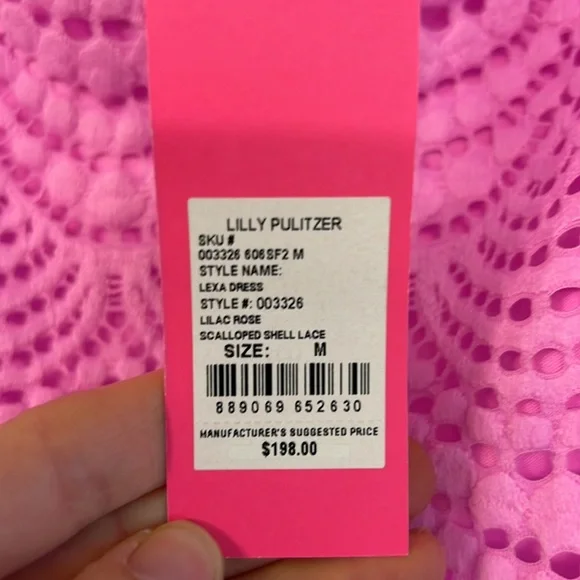 LILLY PULITZER
SKU #
003326 606SF2 M
STYLE NAME:
LEXA DRESS
STYLE #: 003326
LILAC ROSE
SCALLOPED SHELL LACE
SIZE: M
889069 652630
MANUFACTURER'S SUGGESTED PRICE
$198.00